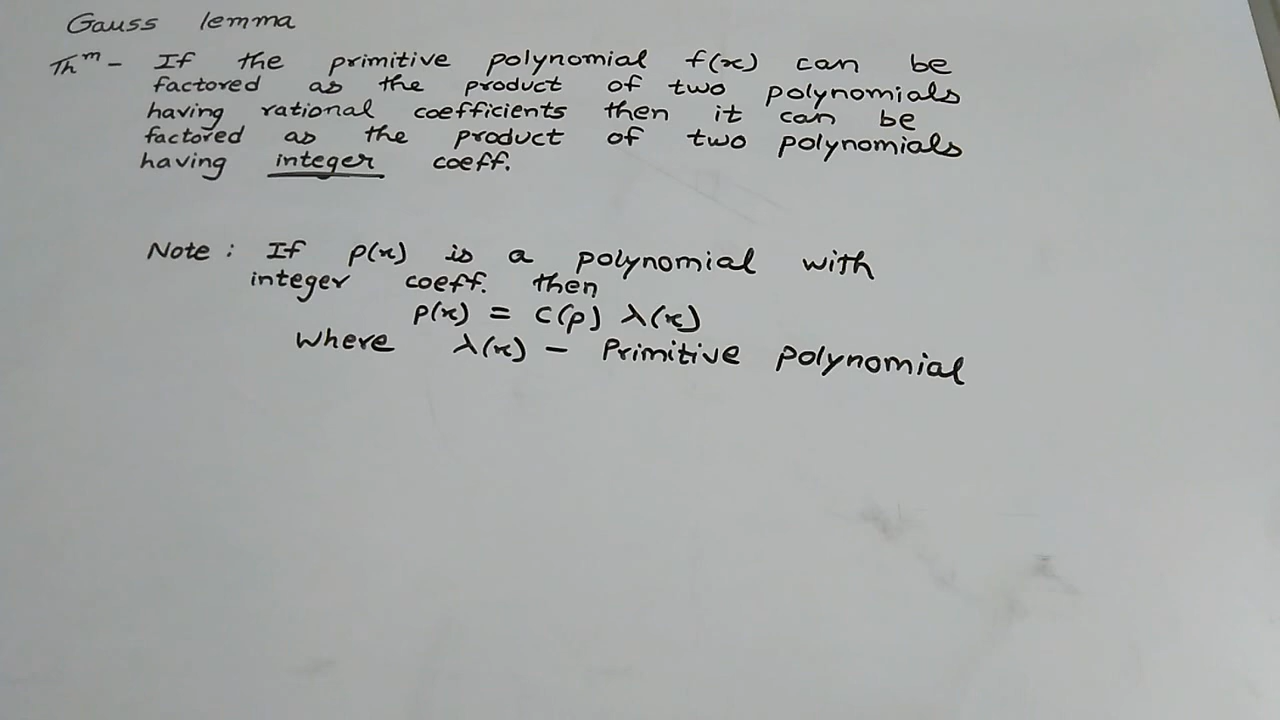 Gauss lemma
Thm - If the primitive polynomial f(x) can be
factored as the product of two polynomials
having rational coefficients then it can be
factored as the product of two polynomials
having integer coeff.
Note : If p(x) is a polynomial with
integer coeff. then
p(x) = c(p) λ(x)
where λ(x) - Primitive polynomial